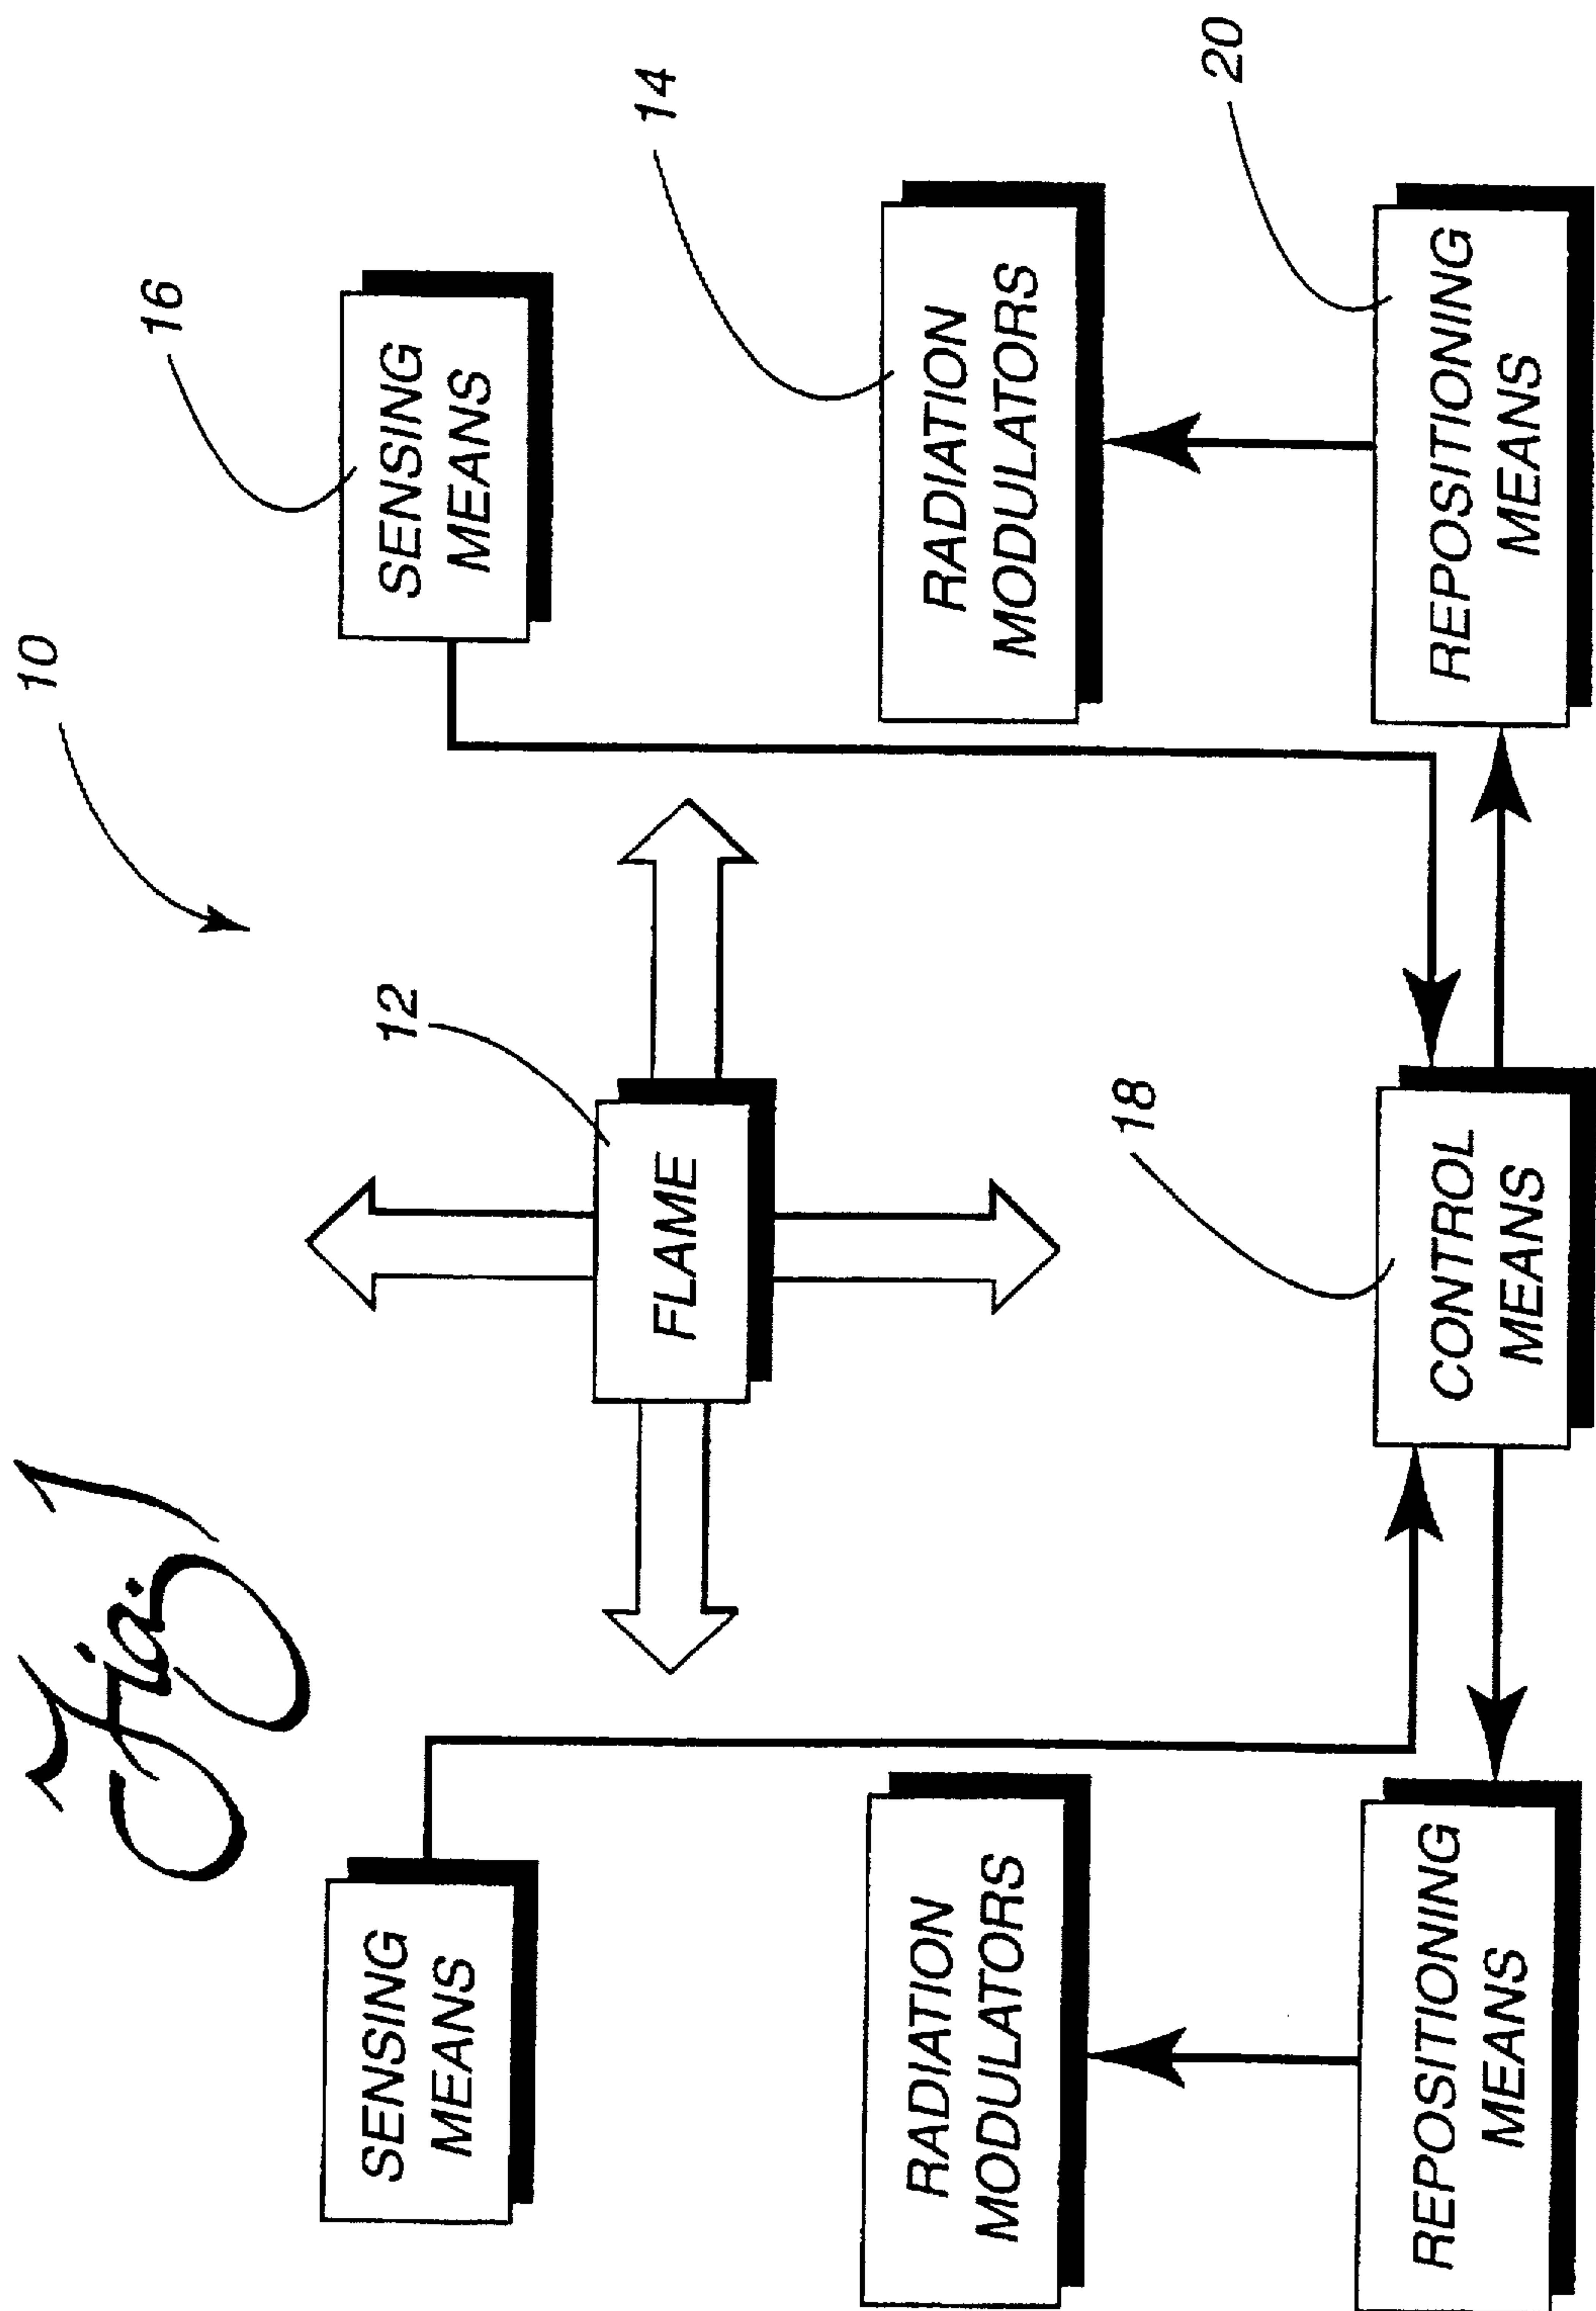 Fig. 1
10
SENSING
MEANS
SENSING
MEANS
16
12
FLAME
RADIATION
MODULATORS
RADIATION
MODULATORS
14
18
REPOSITIONING
MEANS
CONTROL
MEANS
REPOSITIONING
MEANS
20